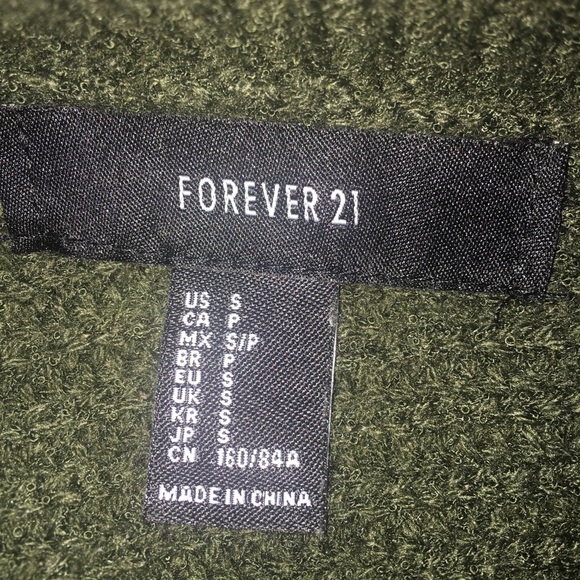 FOREVER 21
US S
CA P
MX S/P
BR P
EU S
UK S
KR S
JP S
CN 160/84A
MADE IN CHINA